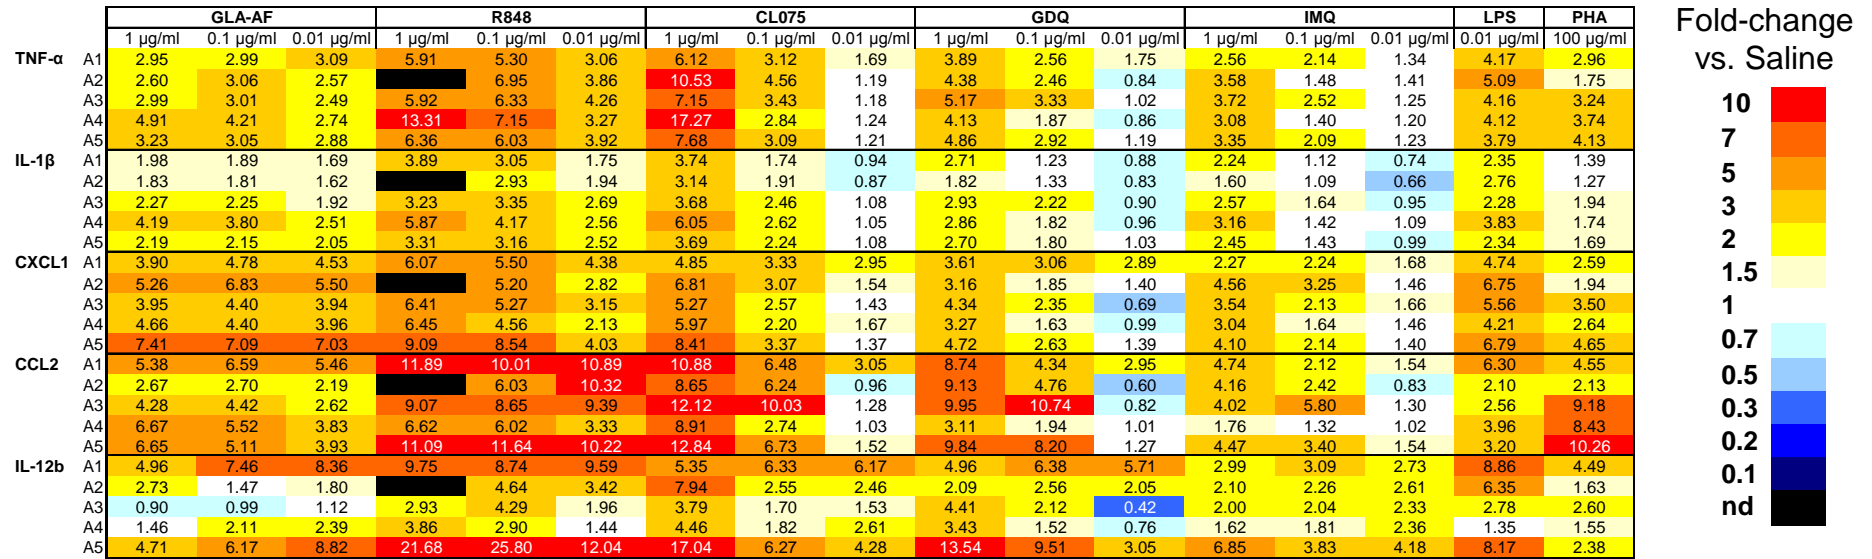 GLA-AF R848 CL075 GDQ IMQ LPS PHA
1 µg/ml 0.1 µg/ml 0.01 µg/ml 1 µg/ml 0.1 µg/ml 0.01 µg/ml 1 µg/ml 0.1 µg/ml 0.01 µg/ml 1 µg/ml 0.1 µg/ml 0.01 µg/ml 1 µg/ml 0.1 µg/ml 0.01 µg/ml 0.01 µg/ml 100 µg/ml
TNF-α A1 2.95 2.99 3.09 5.91 5.30 3.06 6.12 3.12 1.69 3.89 2.56 1.75 2.56 2.14 1.34 4.17 2.96
A2 2.60 3.06 2.57 6.95 3.86 10.53 4.56 1.19 4.38 2.46 0.84 3.58 1.48 1.41 5.09 1.75
A3 2.99 3.01 2.49 5.92 6.33 4.26 7.15 3.43 1.18 5.17 3.33 1.02 3.72 2.52 1.25 4.16 3.24
A4 4.91 4.21 2.74 13.31 7.15 3.27 17.27 2.84 1.24 4.13 1.87 0.86 3.08 1.40 1.20 4.12 3.74
A5 3.23 3.05 2.88 6.36 6.03 3.92 7.68 3.09 1.21 4.86 2.92 1.19 3.35 2.09 1.23 3.79 4.13
IL-1β A1 1.98 1.89 1.69 3.89 3.05 1.75 3.74 1.74 0.94 2.71 1.23 0.88 2.24 1.12 0.74 2.35 1.39
A2 1.83 1.81 1.62 2.93 1.94 3.14 1.91 0.87 1.82 1.33 0.83 1.60 1.09 0.66 2.76 1.27
A3 2.27 2.25 1.92 3.23 3.35 2.69 3.68 2.46 1.08 2.93 2.22 0.90 2.57 1.64 0.95 2.28 1.94
A4 4.19 3.80 2.51 5.87 4.17 2.56 6.05 2.62 1.05 2.86 1.82 0.96 3.16 1.42 1.09 3.83 1.74
A5 2.19 2.15 2.05 3.31 3.16 2.52 3.69 2.24 1.08 2.70 1.80 1.03 2.45 1.43 0.99 2.34 1.69
CXCL1 A1 3.90 4.78 4.53 6.07 5.50 4.38 4.85 3.33 2.95 3.61 3.06 2.89 2.27 2.24 1.68 4.74 2.59
A2 5.26 6.83 5.50 5.20 2.82 6.81 3.07 1.54 3.16 1.85 1.40 4.56 3.25 1.46 6.75 1.94
A3 3.95 4.40 3.94 6.41 5.27 3.15 5.27 2.57 1.43 4.34 2.35 0.69 3.54 2.13 1.66 5.56 3.50
A4 4.66 4.40 3.96 6.45 4.56 2.13 5.97 2.20 1.67 3.27 1.63 0.99 3.04 1.64 1.46 4.21 2.64
A5 7.41 7.09 7.03 9.09 8.54 4.03 8.41 3.37 1.37 4.72 2.63 1.39 4.10 2.14 1.40 6.79 4.65
CCL2 A1 5.38 6.59 5.46 11.89 10.01 10.89 10.88 6.48 3.05 8.74 4.34 2.95 4.74 2.12 1.54 6.30 4.55
A2 2.67 2.70 2.19 6.03 10.32 8.65 6.24 0.96 9.13 4.76 0.60 4.16 2.42 0.83 2.10 2.13
A3 4.28 4.42 2.62 9.07 8.65 9.39 12.12 10.03 1.28 9.95 10.74 0.82 4.02 5.80 1.30 2.56 9.18
A4 6.67 5.52 3.83 6.62 6.02 3.33 8.91 2.74 1.03 3.11 1.94 1.01 1.76 1.32 1.02 3.96 8.43
A5 6.65 5.11 3.93 11.09 11.64 10.22 12.84 6.73 1.52 9.84 8.20 1.27 4.47 3.40 1.54 3.20 10.26
IL-12b A1 4.96 7.46 8.36 9.75 8.74 9.59 5.35 6.33 6.17 4.96 6.38 5.71 2.99 3.09 2.73 8.86 4.49
A2 2.73 1.47 1.80 4.64 3.42 7.94 2.55 2.46 2.09 2.56 2.05 2.10 2.26 2.61 6.35 1.63
A3 0.90 0.99 1.12 2.93 4.29 1.96 3.79 1.70 1.53 4.41 2.12 0.42 2.00 2.04 2.33 2.78 2.60
A4 1.46 2.11 2.39 3.86 2.90 1.44 4.46 1.82 2.61 3.43 1.52 0.76 1.62 1.81 2.36 1.35 1.55
A5 4.71 6.17 8.82 21.68 25.80 12.04 17.04 6.27 4.28 13.54 9.51 3.05 6.85 3.83 4.18 8.17 2.38
Fold-change
vs. Saline
10
7
5
3
2
1.5
1
0.7
0.5
0.3
0.2
0.1
nd